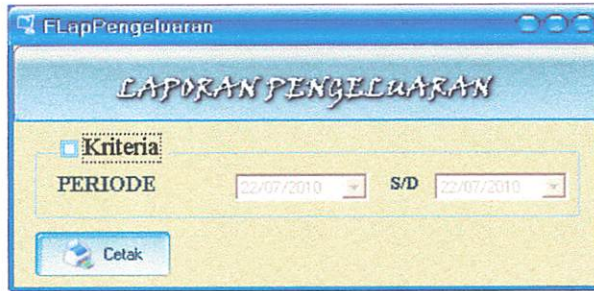 FLapPengeluaran
LAPORAN PENGELUARAN
Kriteria
PERIODE 22/07/2010 S/D 22/07/2010
Cetak